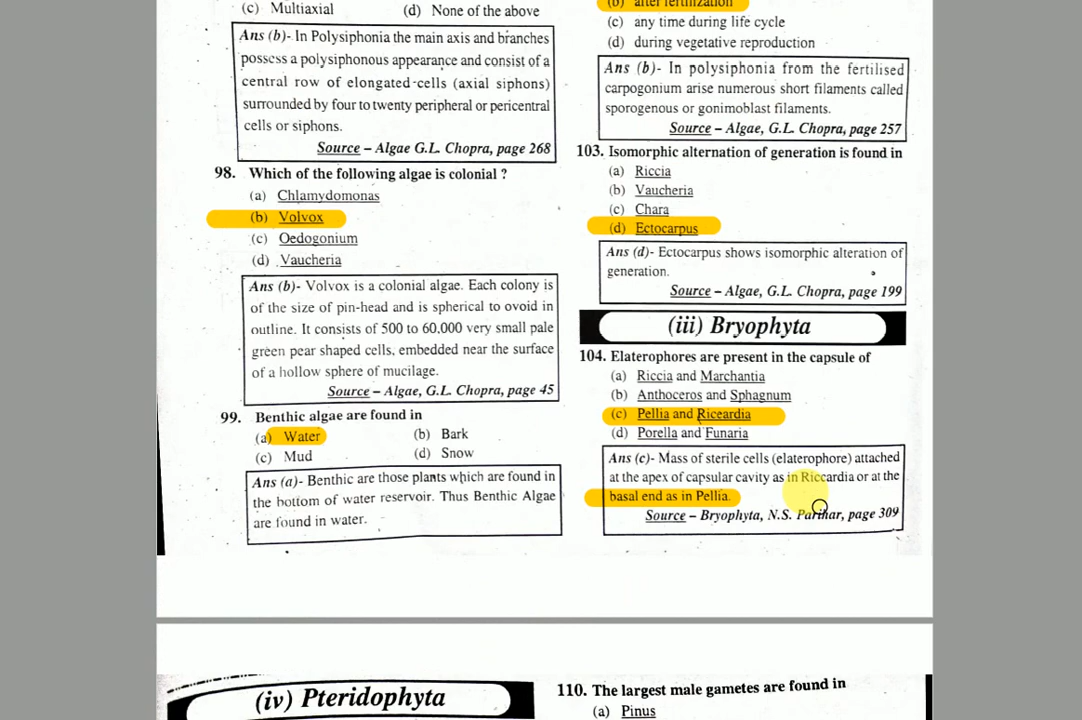 (c) Multiaxial (d) None of the above
Ans (b)- In Polysiphonia the main axis and branches
possess a polysiphonous appearance and consist of a
central row of elongated-cells (axial siphons)
surrounded by four to twenty peripheral or pericentral
cells or siphons.
Source – Algae G.L. Chopra, page 268
98. Which of the following algae is colonial ?
(a) Chlamydomonas
(b) Volvox
(c) Oedogonium
(d) Vaucheria
Ans (b)- Volvox is a colonial algae. Each colony is
of the size of pin-head and is spherical to ovoid in
outline. It consists of 500 to 60.000 very small pale
green pear shaped cells, embedded near the surface
of a hollow sphere of mucilage.
Source – Algae, G.L. Chopra, page 45
99. Benthic algae are found in
(a) Water (b) Bark
(c) Mud (d) Snow
Ans (a)- Benthic are those plants which are found in
the bottom of water reservoir. Thus Benthic Algae
are found in water.
(b) after fertilization
(c) any time during life cycle
(d) during vegetative reproduction
Ans (b)- In polysiphonia from the fertilised
carpogonium arise numerous short filaments called
sporogenous or gonimoblast filaments.
Source – Algae, G.L. Chopra, page 257
103. Isomorphic alternation of generation is found in
(a) Riccia
(b) Vaucheria
(c) Chara
(d) Ectocarpus
Ans (d)- Ectocarpus shows isomorphic alteration of
generation.
Source – Algae, G.L. Chopra, page 199
(iii) Bryophyta
104. Elaterophores are present in the capsule of
(a) Riccia and Marchantia
(b) Anthoceros and Sphagnum
(c) Pellia and Riceardia
(d) Porella and Funaria
Ans (c)- Mass of sterile cells (elaterophore) attached
at the apex of capsular cavity as in Riccardia or at the
basal end as in Pellia.
Source – Bryophyta, N.S. Parihar, page 309
(iv) Pteridophyta
110. The largest male gametes are found in
(a) Pinus